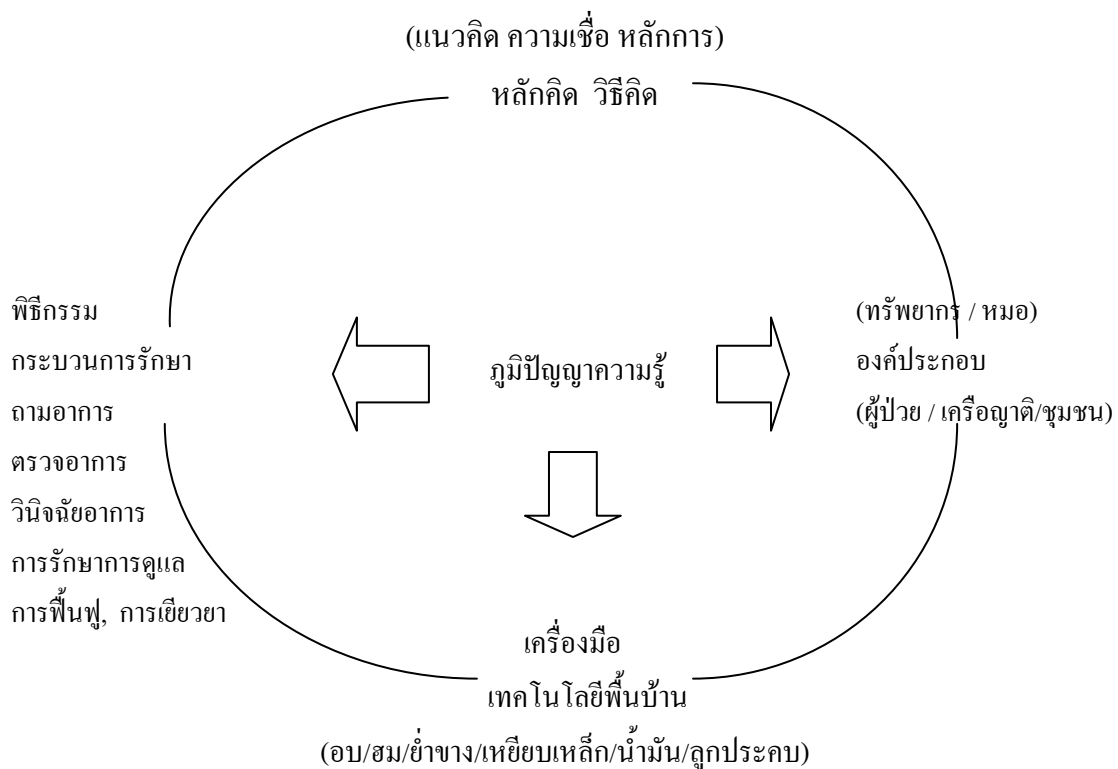 (แนวคิด ความเชื่อ หลักการ)
หลักคิด วิธีคิด
พิธีกรรม
กระบวนการรักษา
ถามอาการ
ตรวจอาการ
วินิจฉัยอาการ
การรักษาการดูแล
การฟื้นฟู, การเยียวยา
ภูมิปัญญาความรู้
(ทรัพยากร / หมอ)
องค์ประกอบ
(ผู้ป่วย / เครือญาติ/ชุมชน)
เครื่องมือ
เทคโนโลยีพื้นบ้าน
(อบ/ฮม/ย่ำขาง/เหยียบเหล็ก/น้ำมัน/ลูกประคบ)